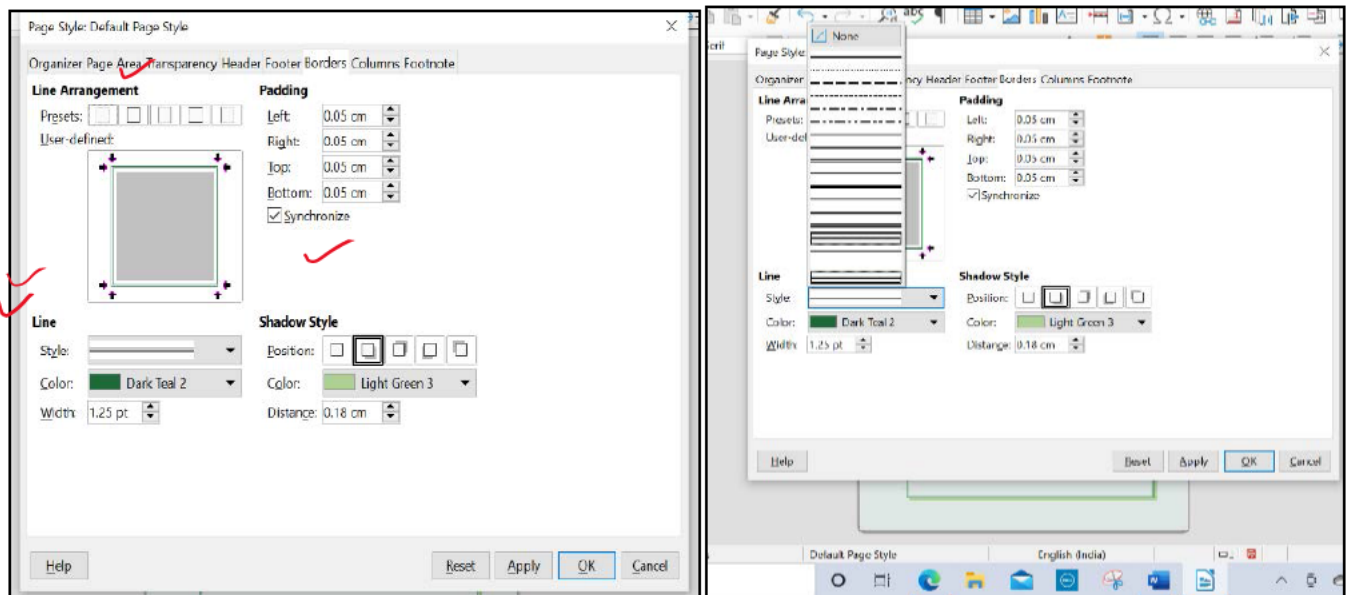 Page Style: Default Page Style
Organizer Page Area Transparency Header Footer Borders Columns Footnote
Line Arrangement
Presets:
User-defined:
Padding
Left: 0.05 cm
Right: 0.05 cm
Top: 0.05 cm
Bottom: 0.05 cm
Synchronize
Line
Style:
Color: Dark Teal 2
Width: 1.25 pt
Shadow Style
Position:
Color: Light Green 3
Distance: 0.18 cm
Help Reset Apply OK Cancel
None
Page Style
Organizer ncy Header Footer Borders Columns Footnote
Line Arra
Presets:
User-def
Padding
Left: 0.05 cm
Right: 0.05 cm
Top: 0.05 cm
Bottom: 0.05 cm
Synchronize
Line
Style:
Color: Dark Teal 2
Width: 1.25 pt
Shadow Style
Position:
Color: Light Green 3
Distance: 0.18 cm
Help Reset Apply OK Cancel
Default Page Style English (India)